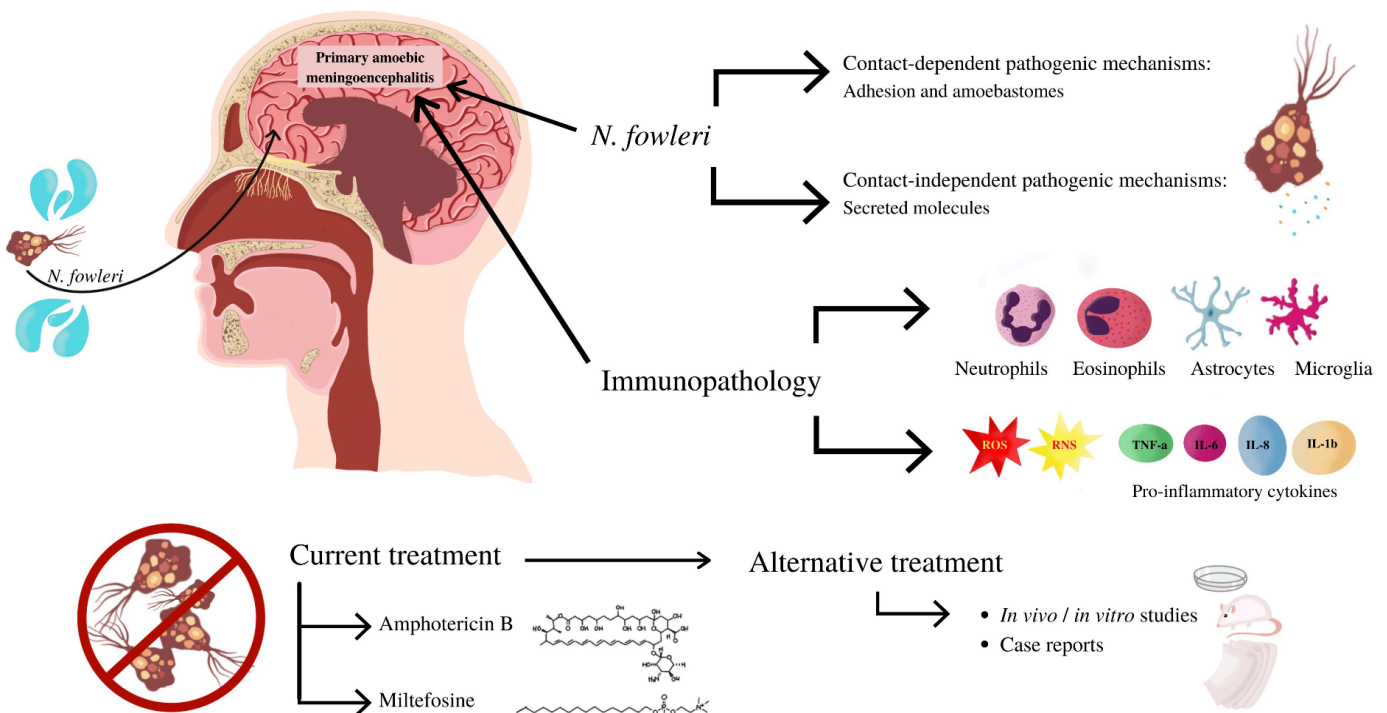 Primary amoebic
meningoencephalitis
N. fowleri
N. fowleri
Contact-dependent pathogenic mechanisms:
Adhesion and amoebastomes
Contact-independent pathogenic mechanisms:
Secreted molecules
Immunopathology
Neutrophils Eosinophils Astrocytes Microglia
ROS RNS TNF-a IL-6 IL-8 IL-1b
Pro-inflammatory cytokines
Current treatment
Amphotericin B
Miltefosine
Alternative treatment
• In vivo / in vitro studies
• Case reports